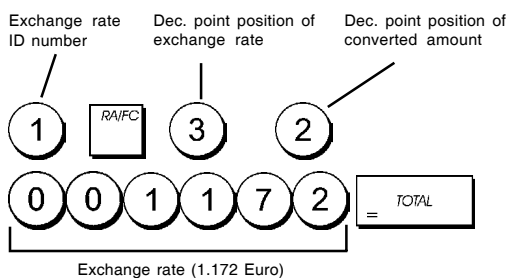 Exchange rate ID number
Dec. point position of exchange rate
Dec. point position of converted amount
1 RA/FC 3 2
0 0 1 1 7 2 = TOTAL
Exchange rate (1.172 Euro)